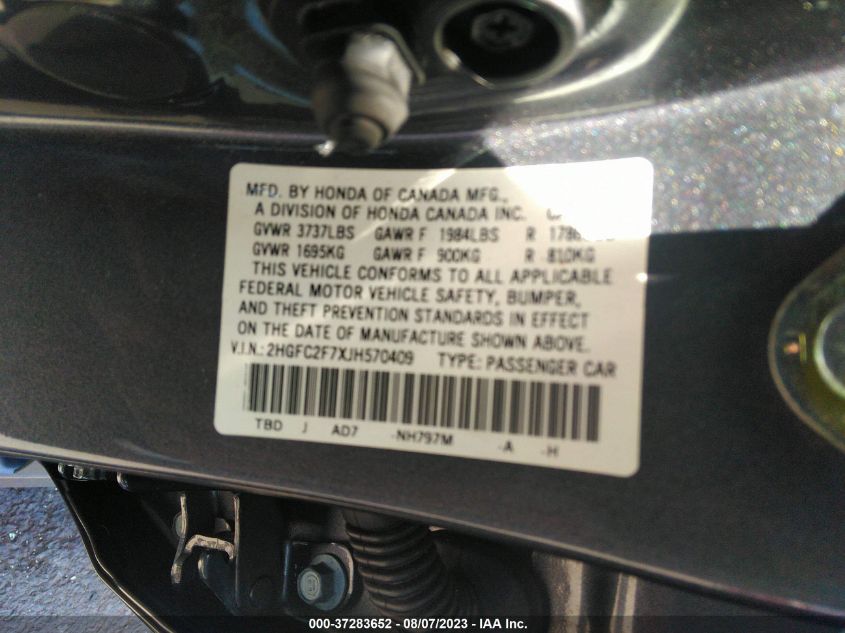 MFD. BY HONDA OF CANADA MFG.,
A DIVISION OF HONDA CANADA INC.
GVWR 3737LBS GAWR F 1984LBS R
GVWR 1695KG GAWR F 900KG R 810KG
THIS VEHICLE CONFORMS TO ALL APPLICABLE
FEDERAL MOTOR VEHICLE SAFETY, BUMPER,
AND THEFT PREVENTION STANDARDS IN EFFECT
ON THE DATE OF MANUFACTURE SHOWN ABOVE.
V.I.N.: 2HGFC2F7XJH570409 TYPE: PASSENGER CAR
TBD J AD7 -NH797M -A -H
000-37283652 - 08/07/2023 - IAA Inc.